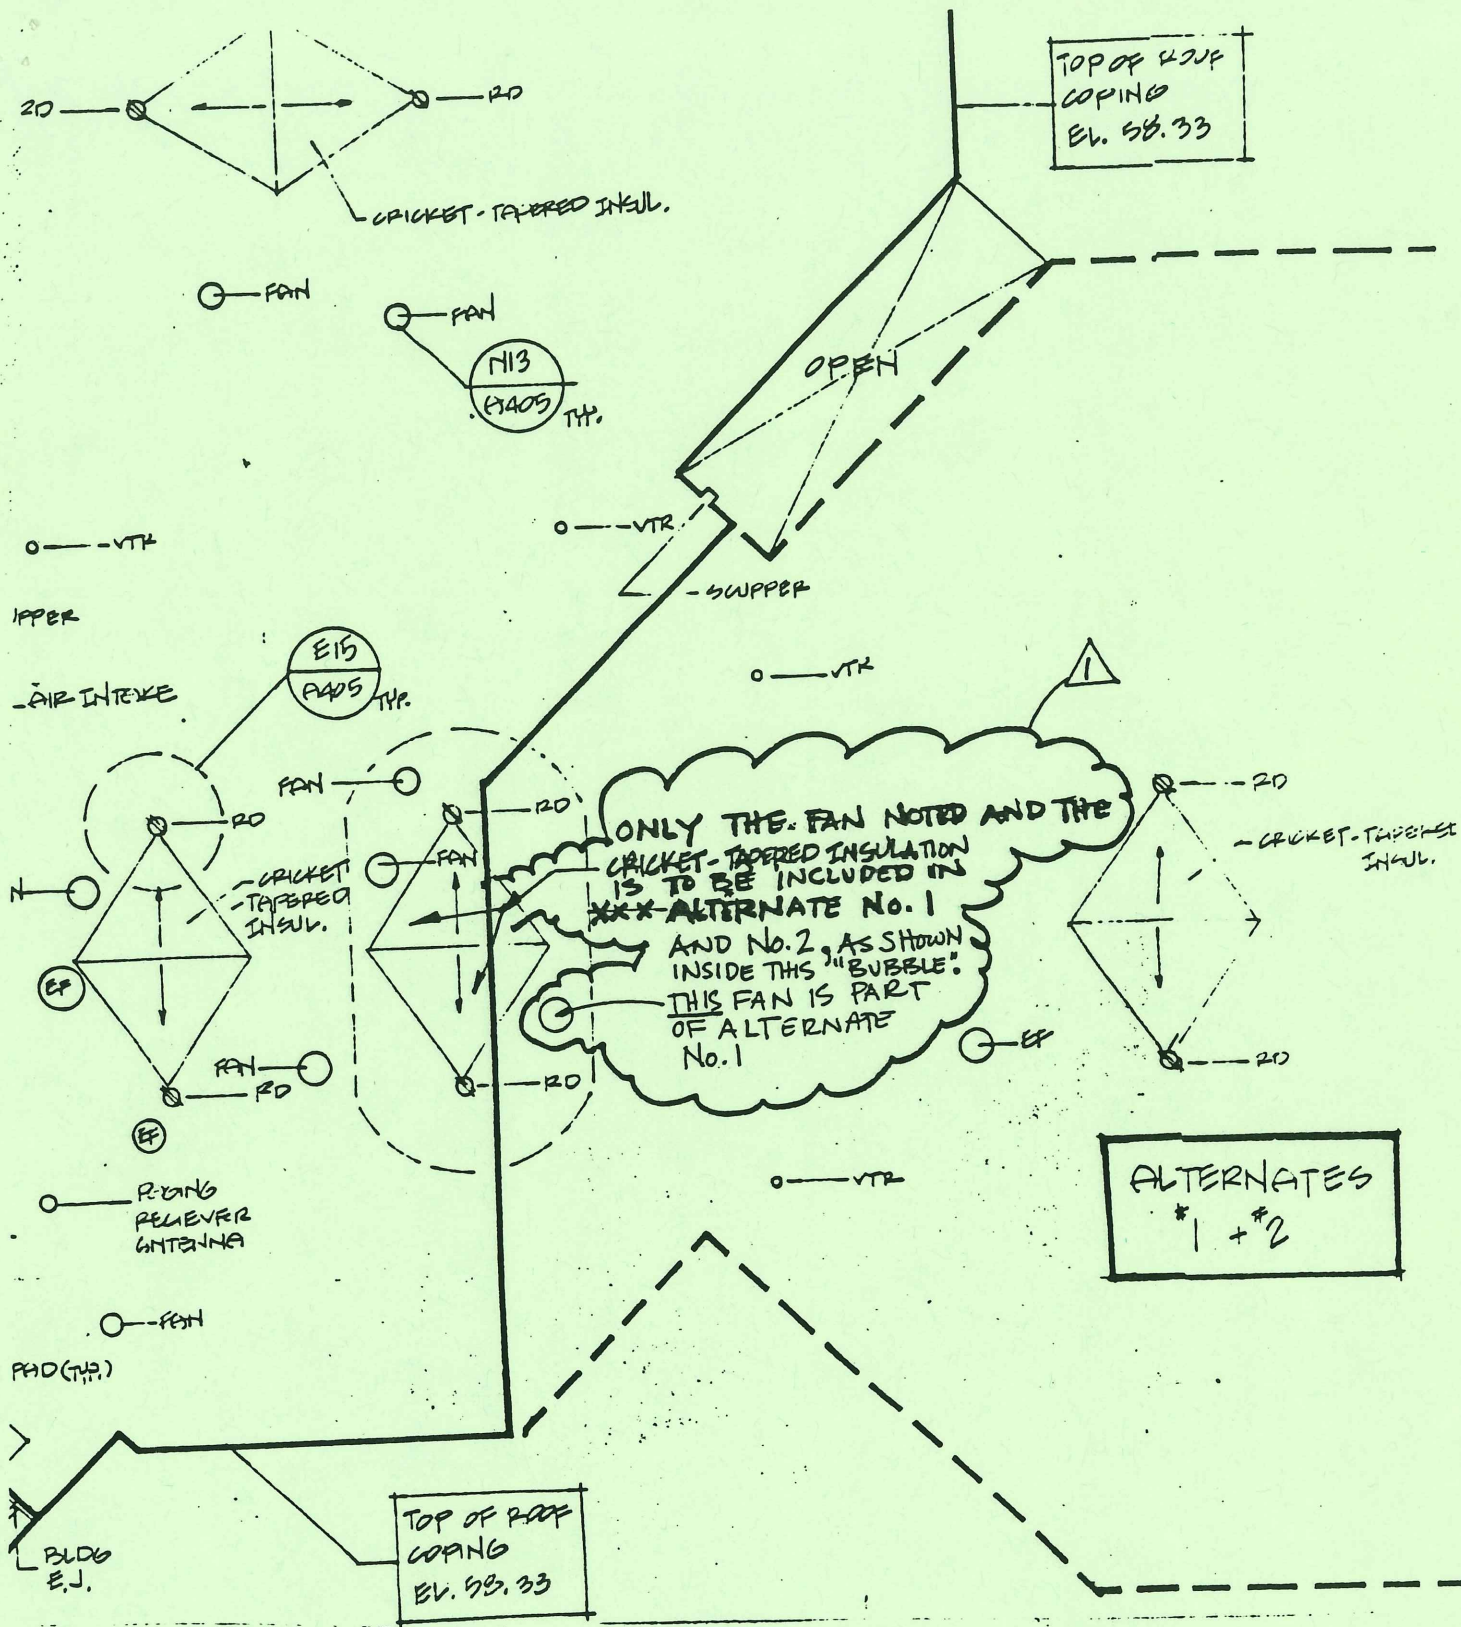 RD
RD
CRICKET-TAPERED INSUL.
TOP OF ROOF
COPING
EL. 58.33
FAN
FAN
N13
A405
TYP.
OPEN
VTR
VTR
SCUPPER
E15
A405
TYP.
AIR INTAKE
VTR
1
FAN
RD
RD
FAN
CRICKET
-TAPERED
INSUL.
ONLY THE FAN NOTED AND THE
CRICKET-TAPERED INSULATION
IS TO BE INCLUDED IN
XXX ALTERNATE No. 1
AND No. 2, AS SHOWN
INSIDE THIS "BUBBLE".
THIS FAN IS PART
OF ALTERNATE
No. 1
RD
CRICKET-TAPERED
INSUL.
EF
FAN
RD
RD
EF
RD
EF
PAGING
RECIEVER
ANTENNA
VTR
ALTERNATES
#1 + #2
FAN
PAD (TYP.)
BLDG
E.J.
TOP OF ROOF
COPING
EL. 58.33